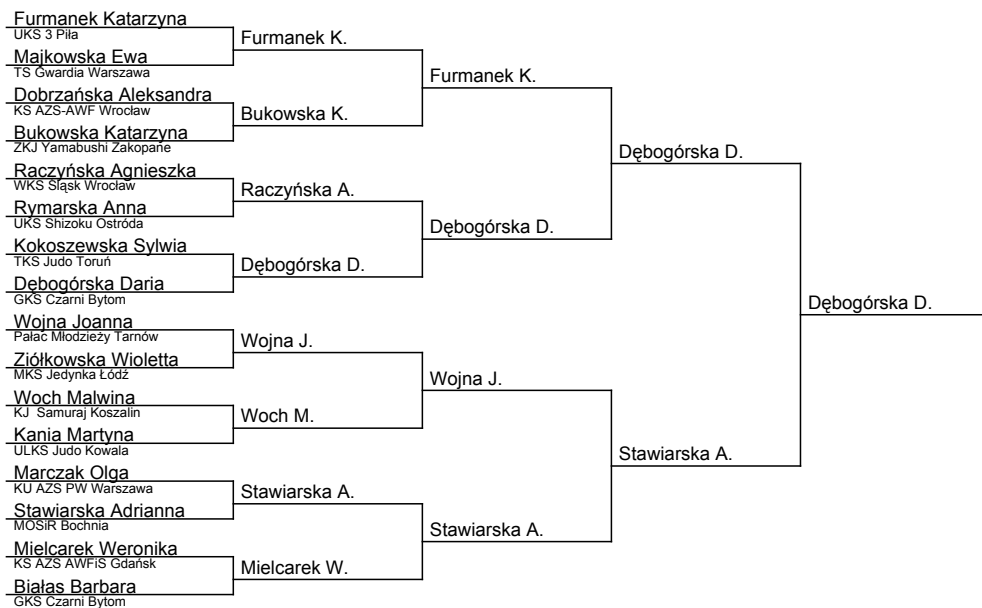 Furmanek Katarzyna
UKS 3 Piła
Majkowska Ewa
TS Gwardia Warszawa
Dobrzańska Aleksandra
KS AZS-AWF Wrocław
Bukowska Katarzyna
ZKJ Yamabushi Zakopane
Raczyńska Agnieszka
WKS Śląsk Wrocław
Rymarska Anna
UKS Shizoku Ostróda
Kokoszewska Sylwia
TKS Judo Toruń
Dębogórska Daria
GKS Czarni Bytom
Wojna Joanna
Pałac Młodzieży Tarnów
Ziółkowska Wioletta
MKS Jedynka Łódź
Woch Malwina
KJ Samuraj Koszalin
Kania Martyna
ULKS Judo Kowala
Marczak Olga
KU AZS PW Warszawa
Stawiarska Adrianna
MOSiR Bochnia
Mielcarek Weronika
KS AZS AWFiS Gdańsk
Białas Barbara
GKS Czarni Bytom
Furmanek K.
Bukowska K.
Raczyńska A.
Dębogórska D.
Wojna J.
Woch M.
Stawiarska A.
Mielcarek W.
Furmanek K.
Dębogórska D.
Wojna J.
Stawiarska A.
Dębogórska D.
Stawiarska A.
Dębogórska D.